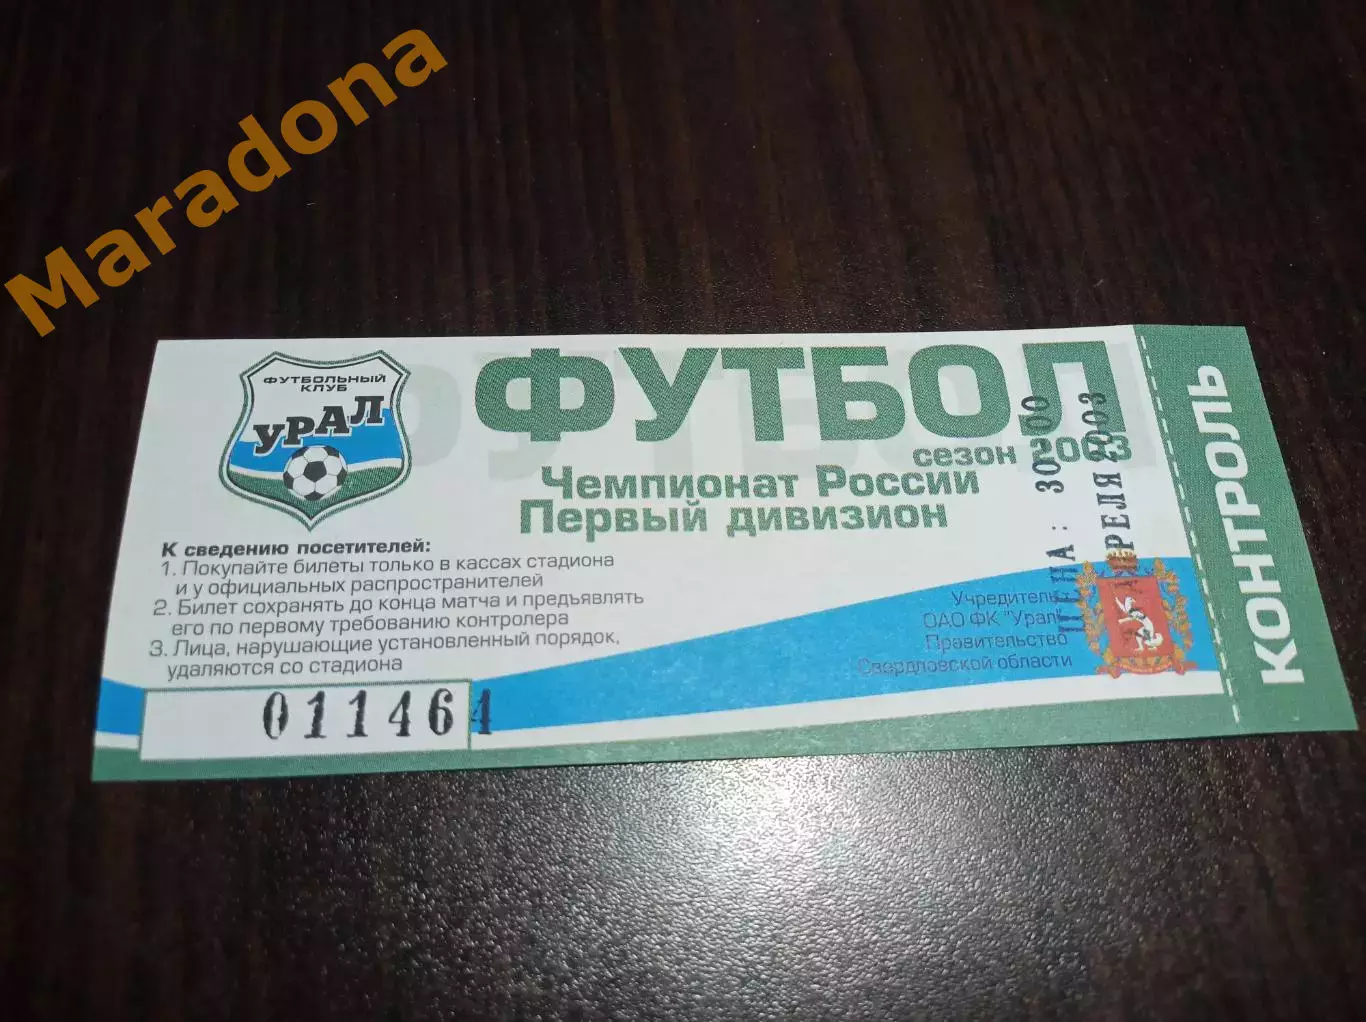 Maradona
ФУТБОЛЬНЫЙ
КЛУБ
УРАЛ
ФУТБОЛ
сезон 2003
Чемпионат России
Первый дивизион
К сведению посетителей:
1. Покупайте билеты только в кассах стадиона
и у официальных распространителей
2. Билет сохранять до конца матча и предъявлять
его по первому требованию контролера
3. Лица, нарушающие установленный порядок,
удаляются со стадиона
Учредитель
ОАО ФК "Урал"
Правительство
Свердловской области
ЦЕНА: 30-00
АПРЕЛЯ 2003
011464
КОНТРОЛЬ